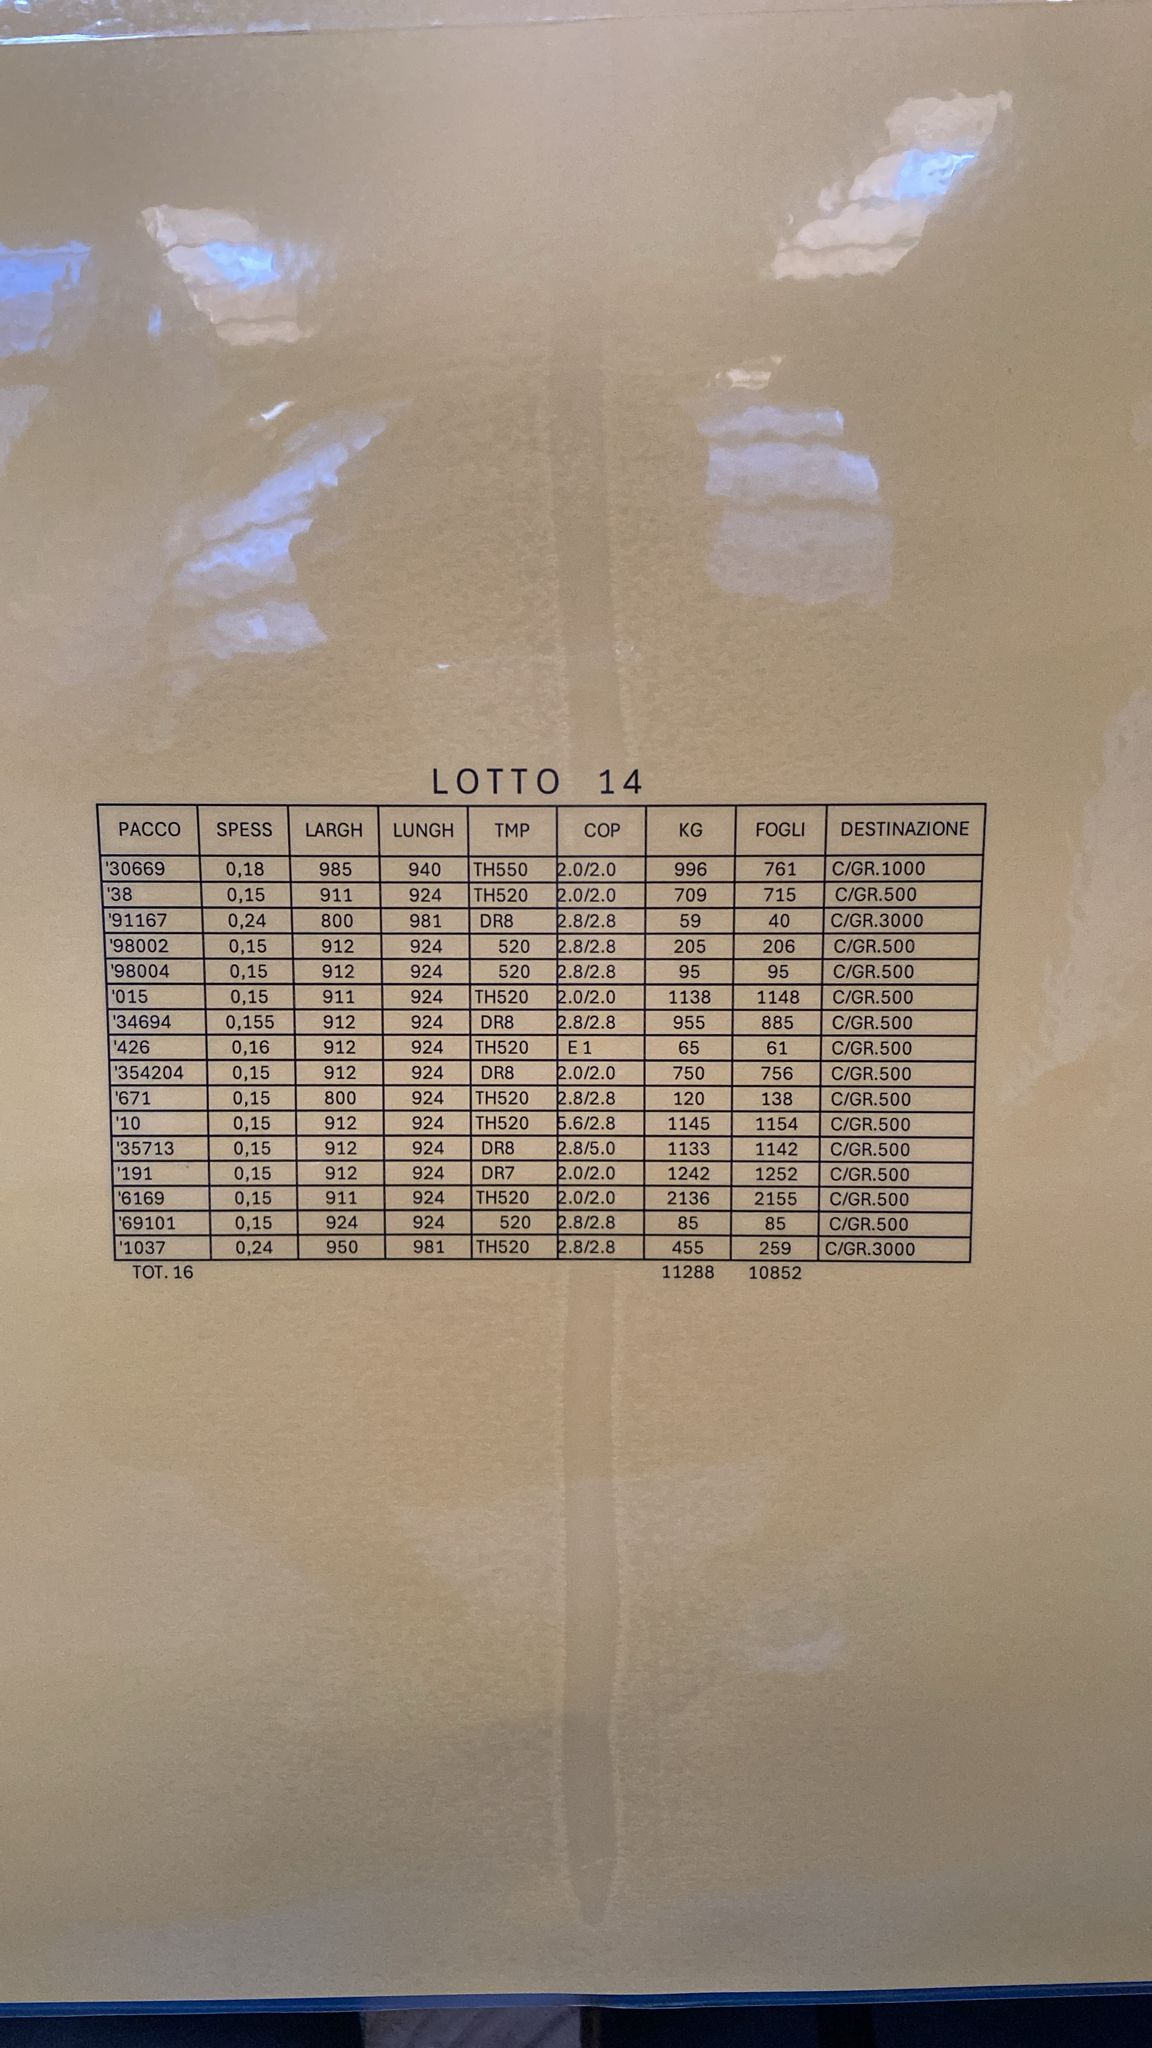 LOTTO 14
PACCO SPESS LARGH LUNGH TMP COP KG FOGLI DESTINAZIONE
'30669 0,18 985 940 TH550 2.0/2.0 996 761 C/GR.1000
'38 0,15 911 924 TH520 2.0/2.0 709 715 C/GR.500
'91167 0,24 800 981 DR8 2.8/2.8 59 40 C/GR.3000
'98002 0,15 912 924 520 2.8/2.8 205 206 C/GR.500
'98004 0,15 912 924 520 2.8/2.8 95 95 C/GR.500
'015 0,15 911 924 TH520 2.0/2.0 1138 1148 C/GR.500
'34694 0,155 912 924 DR8 2.8/2.8 955 885 C/GR.500
'426 0,16 912 924 TH520 E 1 65 61 C/GR.500
'354204 0,15 912 924 DR8 2.0/2.0 750 756 C/GR.500
'671 0,15 800 924 TH520 2.8/2.8 120 138 C/GR.500
'10 0,15 912 924 TH520 5.6/2.8 1145 1154 C/GR.500
'35713 0,15 912 924 DR8 2.8/5.0 1133 1142 C/GR.500
'191 0,15 912 924 DR7 2.0/2.0 1242 1252 C/GR.500
'6169 0,15 911 924 TH520 2.0/2.0 2136 2155 C/GR.500
'69101 0,15 924 924 520 2.8/2.8 85 85 C/GR.500
'1037 0,24 950 981 TH520 2.8/2.8 455 259 C/GR.3000
TOT. 16 11288 10852